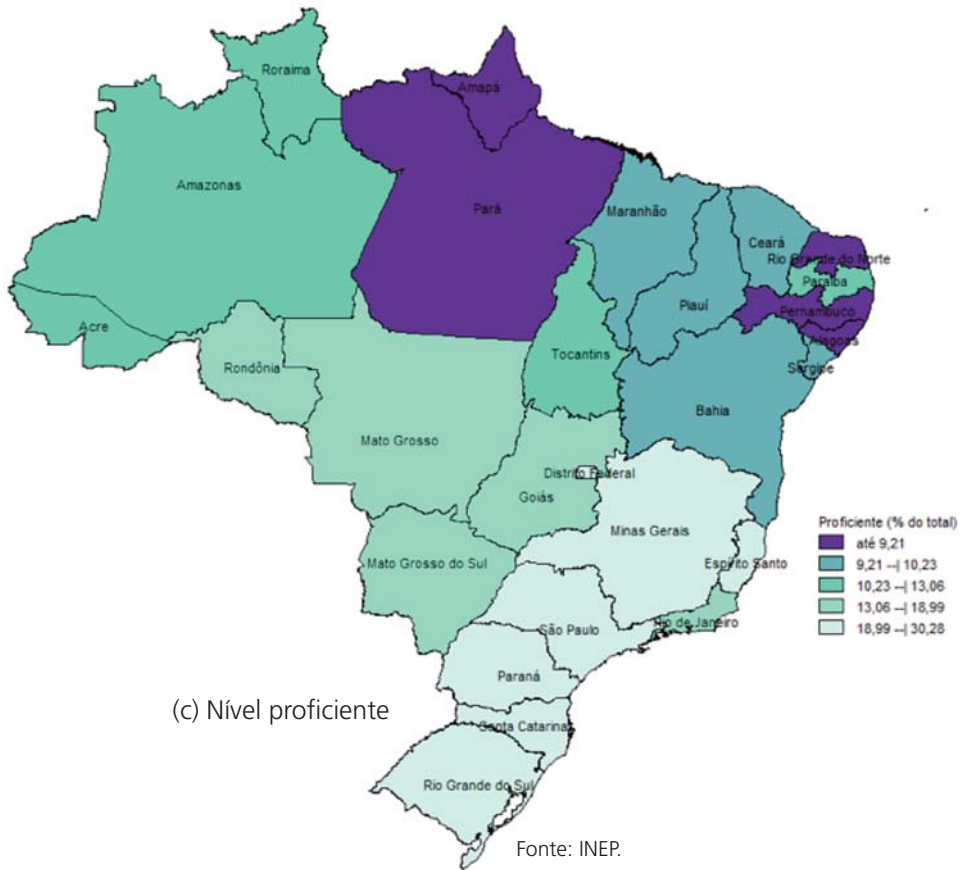 Roraima
Amapá
Amazonas
Pará
Maranhão
Ceará
Rio Grande do Norte
Paraíba
Piauí
Pernambuco
Alagoas
Acre
Rondônia
Tocantins
Sergipe
Bahia
Mato Grosso
Distrito Federal
Goiás
Minas Gerais
Mato Grosso do Sul
Espírito Santo
Rio de Janeiro
São Paulo
Paraná
Santa Catarina
Rio Grande do Sul
Proficiente (% do total)
até 9,21
9,21 --| 10,23
10,23 --| 13,06
13,06 --| 18,99
18,99 --| 30,28
(c) Nível proficiente
Fonte: INEP.